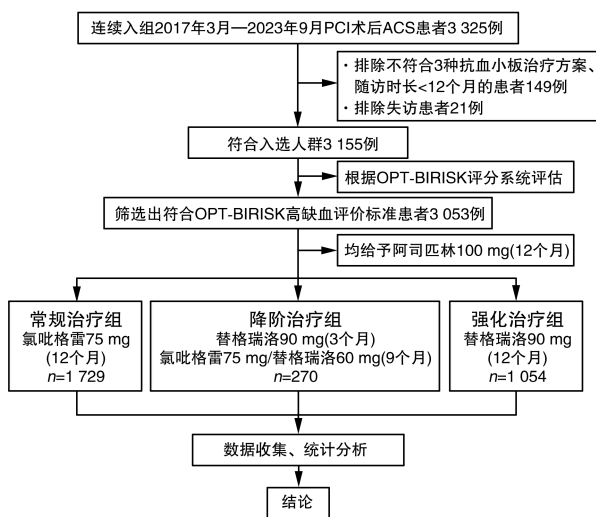 连续入组2017年3月—2023年9月PCI术后ACS患者3 325例
· 排除不符合3种抗血小板治疗方案、
随访时长<12个月的患者149例
· 排除失访患者21例
符合入选人群3 155例
根据OPT-BIRISK评分系统评估
筛选出符合OPT-BIRISK高缺血评价标准患者3 053例
均给予阿司匹林100 mg(12个月)
常规治疗组
氯吡格雷75 mg
(12个月)
n=1 729
降阶治疗组
替格瑞洛90 mg(3个月)
氯吡格雷75 mg/替格瑞洛60 mg(9个月)
n=270
强化治疗组
替格瑞洛90 mg
(12个月)
n=1 054
数据收集、统计分析
结论